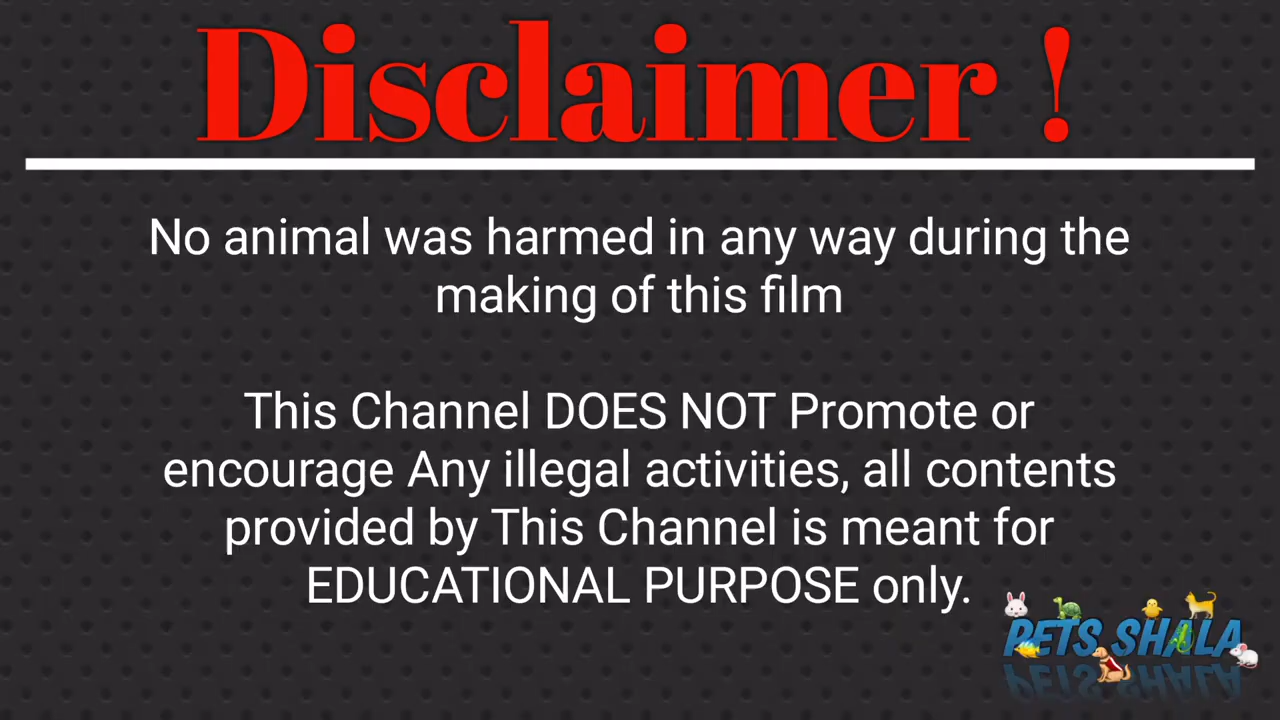 Disclaimer !
No animal was harmed in any way during the
making of this film
This Channel DOES NOT Promote or
encourage Any illegal activities, all contents
provided by This Channel is meant for
EDUCATIONAL PURPOSE only.
PETS SHALA